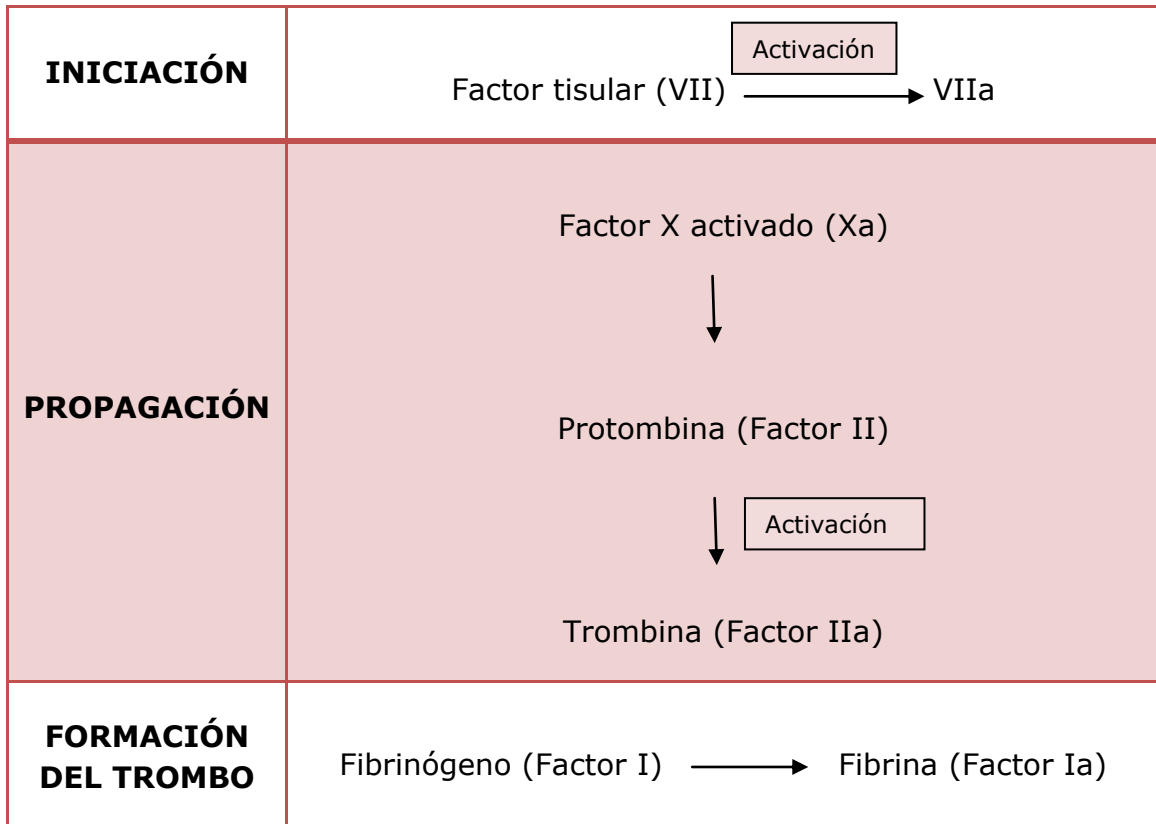 INICIACIÓN
Activación
Factor tisular (VII) VIIa
PROPAGACIÓN
Factor X activado (Xa)
Protombina (Factor II)
Activación
Trombina (Factor IIa)
FORMACIÓN
DEL TROMBO
Fibrinógeno (Factor I) Fibrina (Factor Ia)